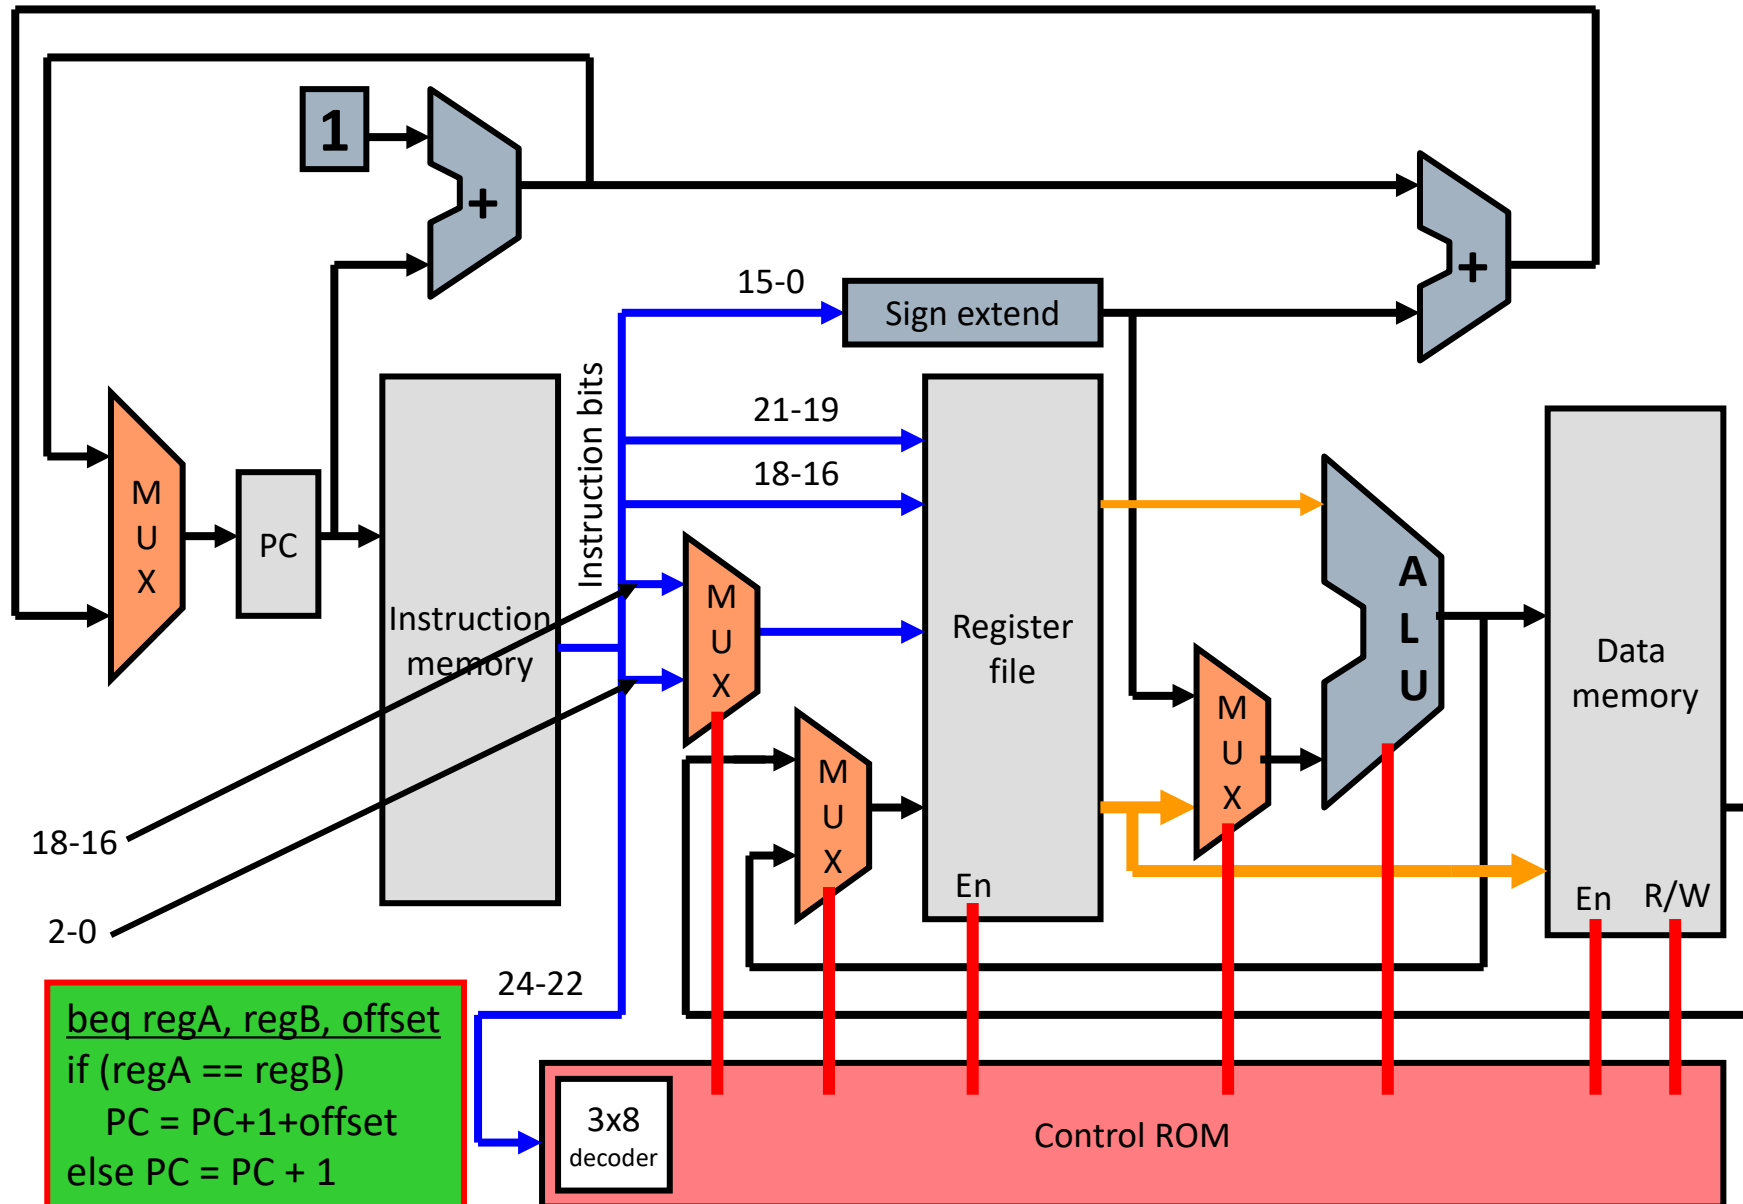 1
+
+
15-0
Sign extend
Instruction bits
21-19
18-16
M
U
X
PC
Instruction
memory
M
U
X
Register
file
En
M
U
X
M
U
X
A
L
U
Data
memory
En
R/W
18-16
2-0
24-22
beq regA, regB, offset
if (regA == regB)
PC = PC+1+offset
else PC = PC + 1
3x8
decoder
Control ROM